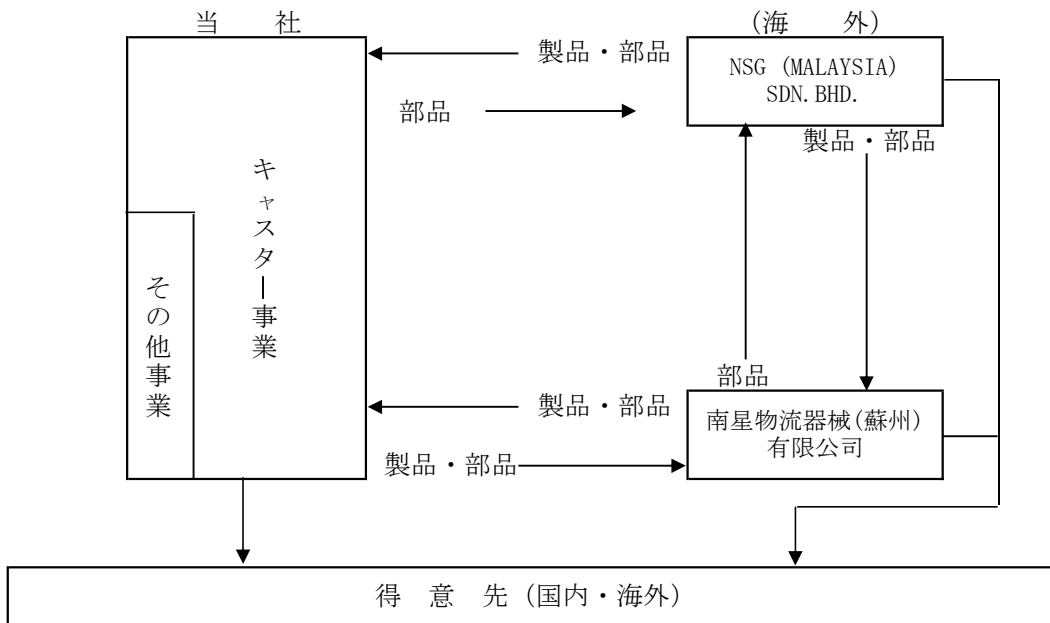 当　社
(海　外)
製品・部品
NSG (MALAYSIA)
SDN. BHD.
部品
製品・部品
キャスター事業
その他事業
部品
製品・部品
南星物流器械(蘇州)
有限公司
製品・部品
得　意　先 (国内・海外)